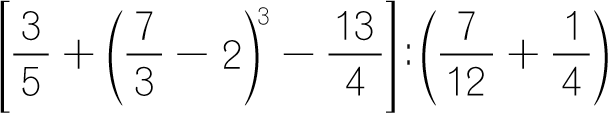 [3/5 + (7/3 − 2)³ − 13/4] : (7/12 + 1/4)